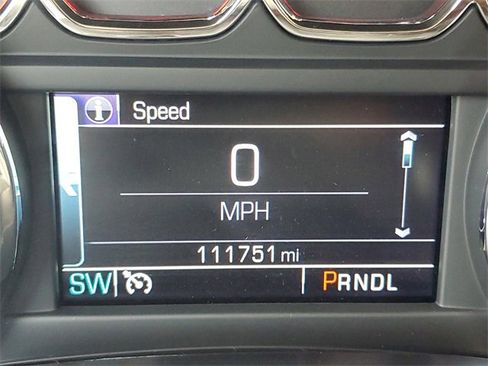 i Speed
0
MPH
111751 mi
SW PRNDL